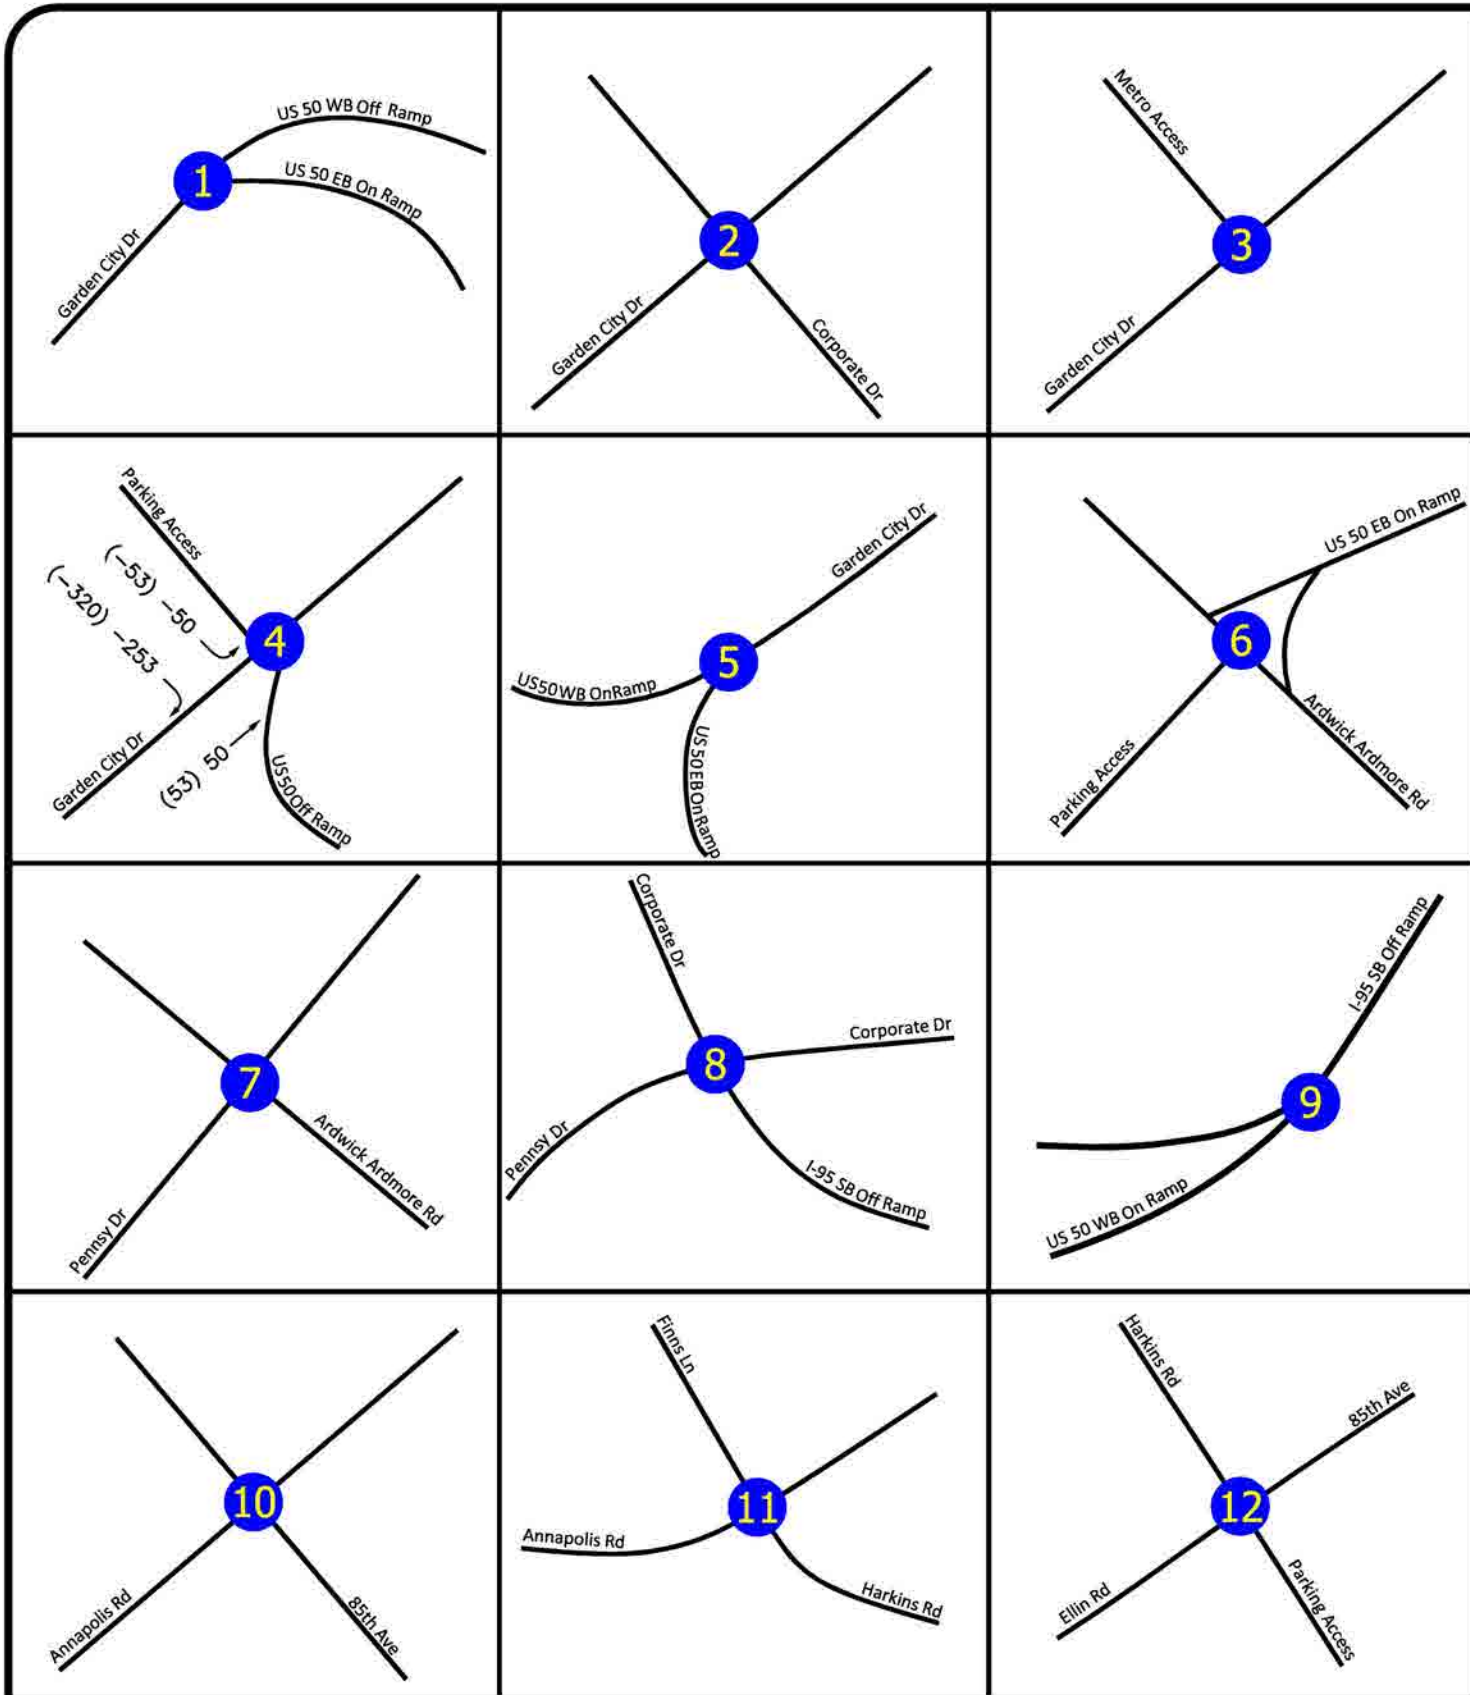 US 50 WB Off Ramp
US 50 EB On Ramp
1
Garden City Dr
2
Garden City Dr
Corporate Dr
Metro Access
3
Garden City Dr
Parking Access
(-53) -50
(-320) -253
4
Garden City Dr
(53) 50
US50Off Ramp
Garden City Dr
5
US50WB OnRamp
US50EBOnRamp
US 50 EB On Ramp
6
Parking Access
Ardwick Ardmore Rd
7
Ardwick Ardmore Rd
Pennsy Dr
Corporate Dr
Corporate Dr
8
Pennsy Dr
I-95 SB Off Ramp
I-95 SB Off Ramp
9
US 50 WB On Ramp
10
Annapolis Rd
85th Ave
Finns Ln
11
Annapolis Rd
Harkins Rd
Harkins Rd
85th Ave
12
Ellin Rd
Parking Access